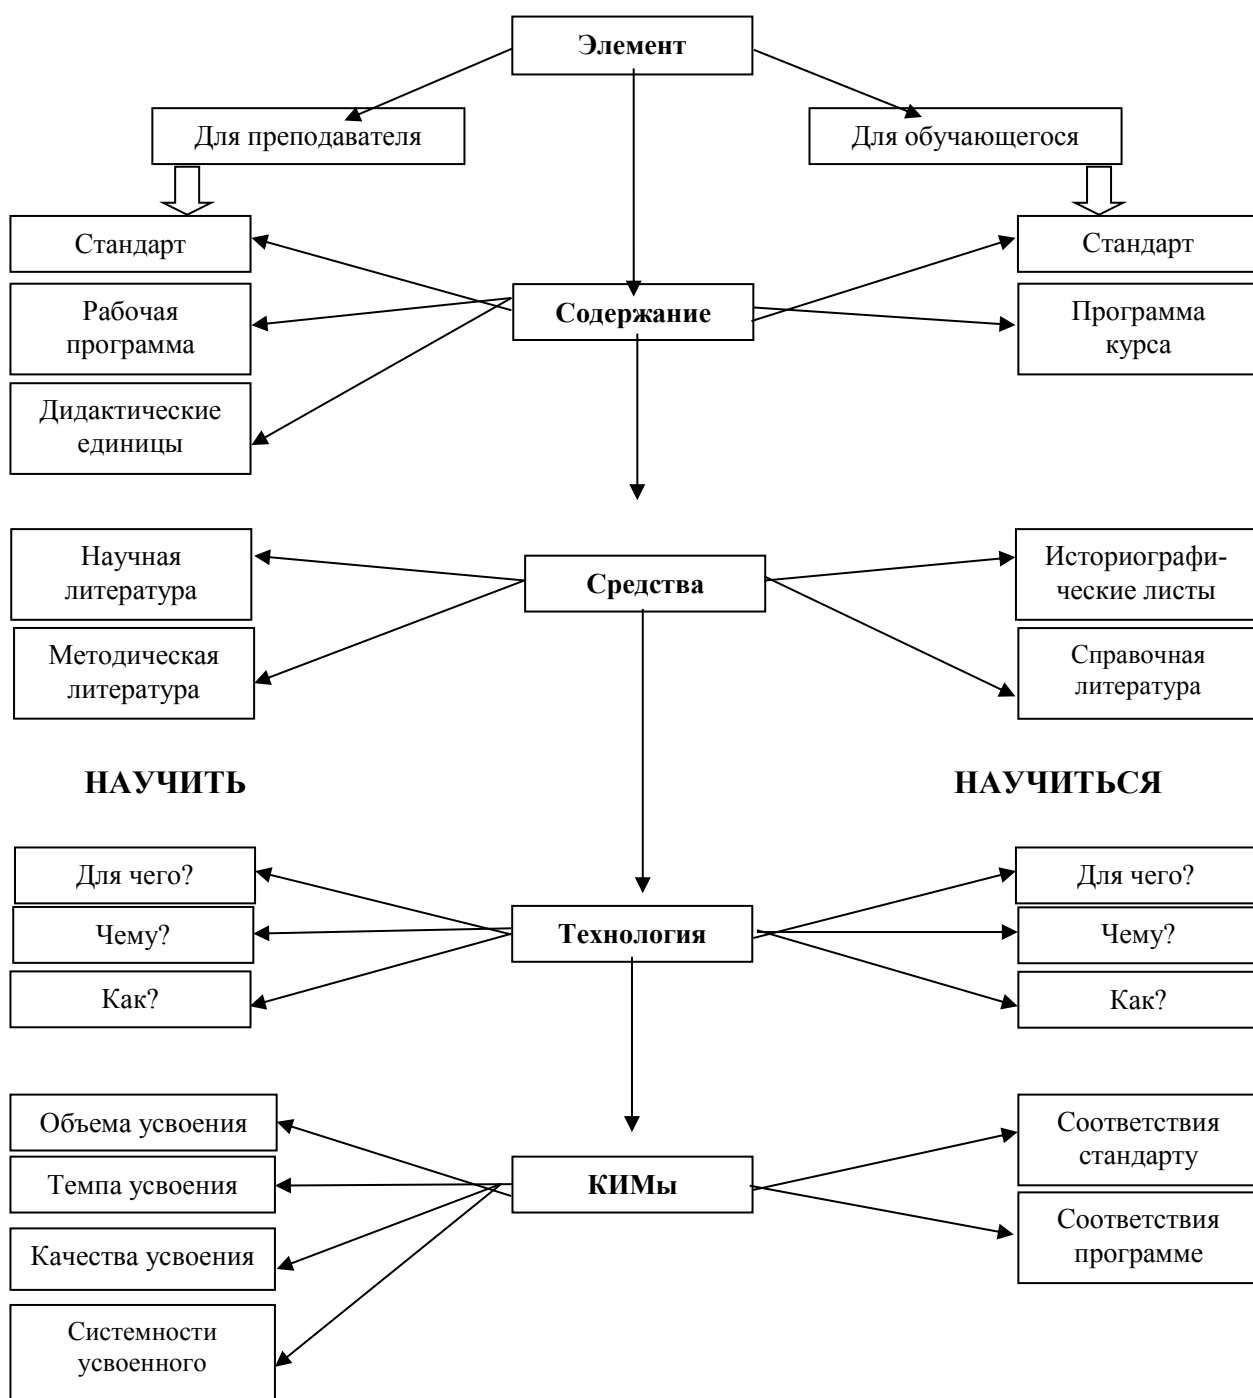 Элемент
Для преподавателя
Для обучающегося
Стандарт
Стандарт
Рабочая
программа
Содержание
Программа
курса
Дидактические
единицы
Научная
литература
Средства
Историографи-
ческие листы
Методическая
литература
Справочная
литература
НАУЧИТЬ
НАУЧИТЬСЯ
Для чего?
Для чего?
Чему?
Технология
Чему?
Как?
Как?
Объема усвоения
Соответствия
стандарту
Темпа усвоения
КИМы
Качества усвоения
Соответствия
программе
Системности
усвоенного